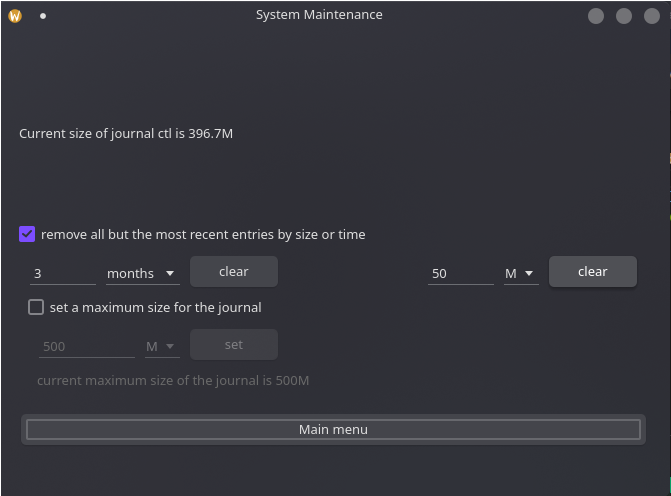 System Maintenance
Current size of journal ctl is 396.7M
remove all but the most recent entries by size or time
3 months clear 50 M clear
set a maximum size for the journal
500 M set
current maximum size of the journal is 500M
Main menu